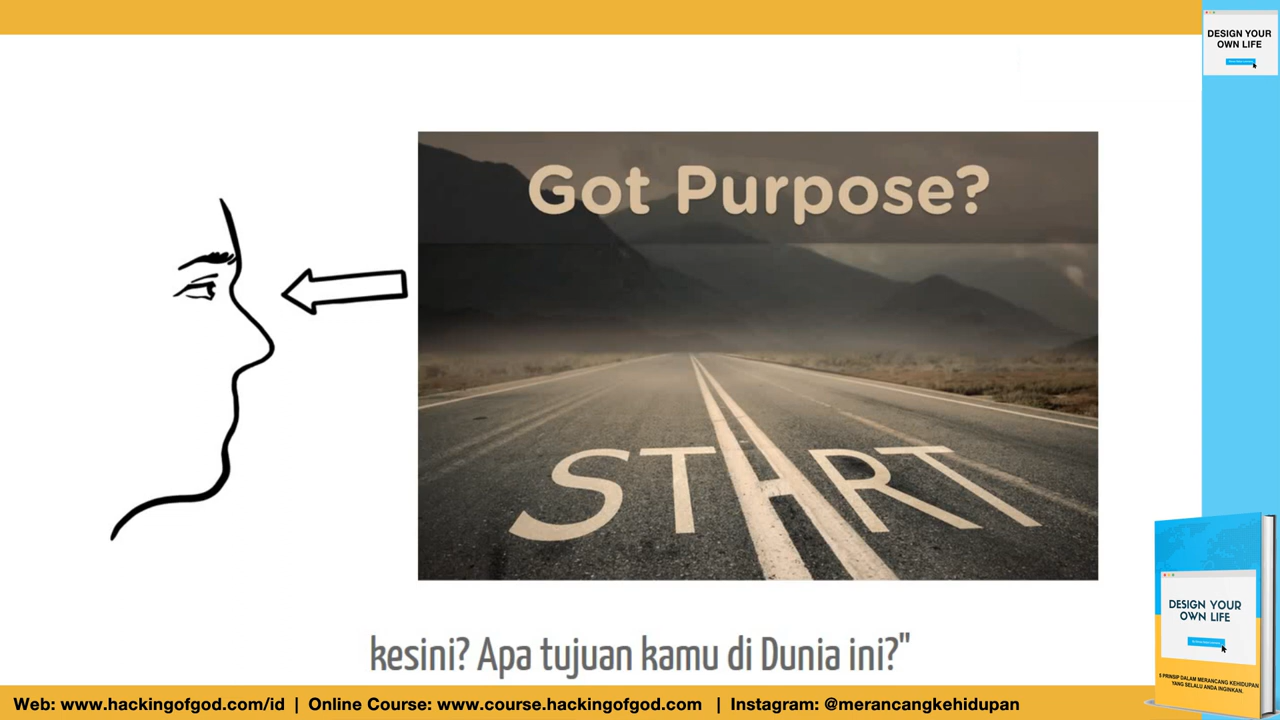 DESIGN YOUR
OWN LIFE
Got Purpose?
START
kesini? Apa tujuan kamu di Dunia ini?"
DESIGN YOUR
OWN LIFE
PRINSIP DALAM MERANCANG KEHIDUPAN
YANG SELALU ANDA INGINKAN.
Web: www.hackingofgod.com/id | Online Course: www.course.hackingofgod.com | Instagram: @merancangkehidupan